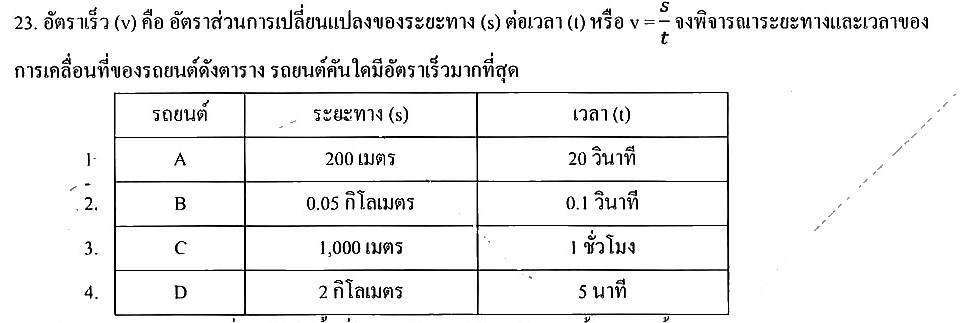 23. อัตราเร็ว (v) คือ อัตราส่วนการเปลี่ยนแปลงของระยะทาง (s) ต่อเวลา (t) หรือ v = s/t จงพิจารณาระยะทางและเวลาของ
การเคลื่อนที่ของรถยนต์ดังตาราง รถยนต์คันใดมีอัตราเร็วมากที่สุด
รถยนต์ ระยะทาง (s) เวลา (t)
1. A 200 เมตร 20 วินาที
2. B 0.05 กิโลเมตร 0.1 วินาที
3. C 1,000 เมตร 1 ชั่วโมง
4. D 2 กิโลเมตร 5 นาที